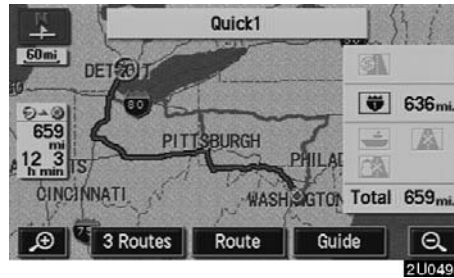 Quick1
60mi
DETROIT
80
636mi.
659
mi
12 3
h min
PITTSBURGH
PHILAD
CINCINNATI
WASHINGTON
Total 659mi.
75
3 Routes
Route
Guide
2U049